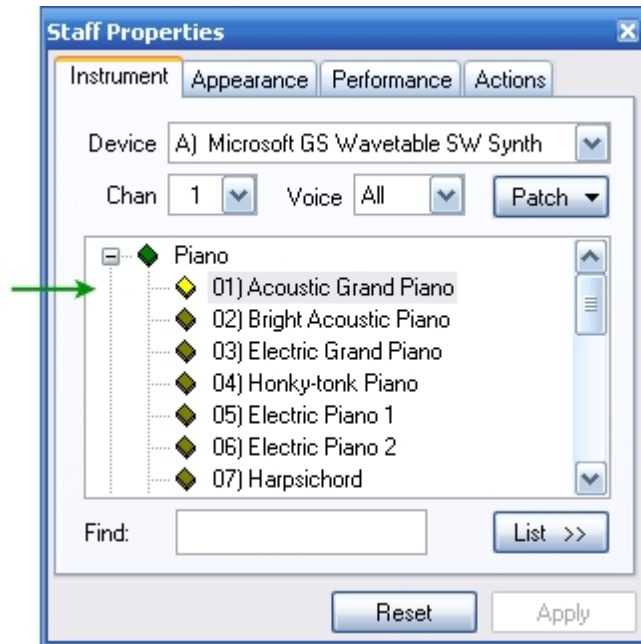 Staff Properties
Instrument Appearance Performance Actions
Device A) Microsoft GS Wavetable SW Synth
Chan 1 Voice All Patch
Piano
01) Acoustic Grand Piano
02) Bright Acoustic Piano
03) Electric Grand Piano
04) Honky-tonk Piano
05) Electric Piano 1
06) Electric Piano 2
07) Harpsichord
Find: List >>
Reset Apply